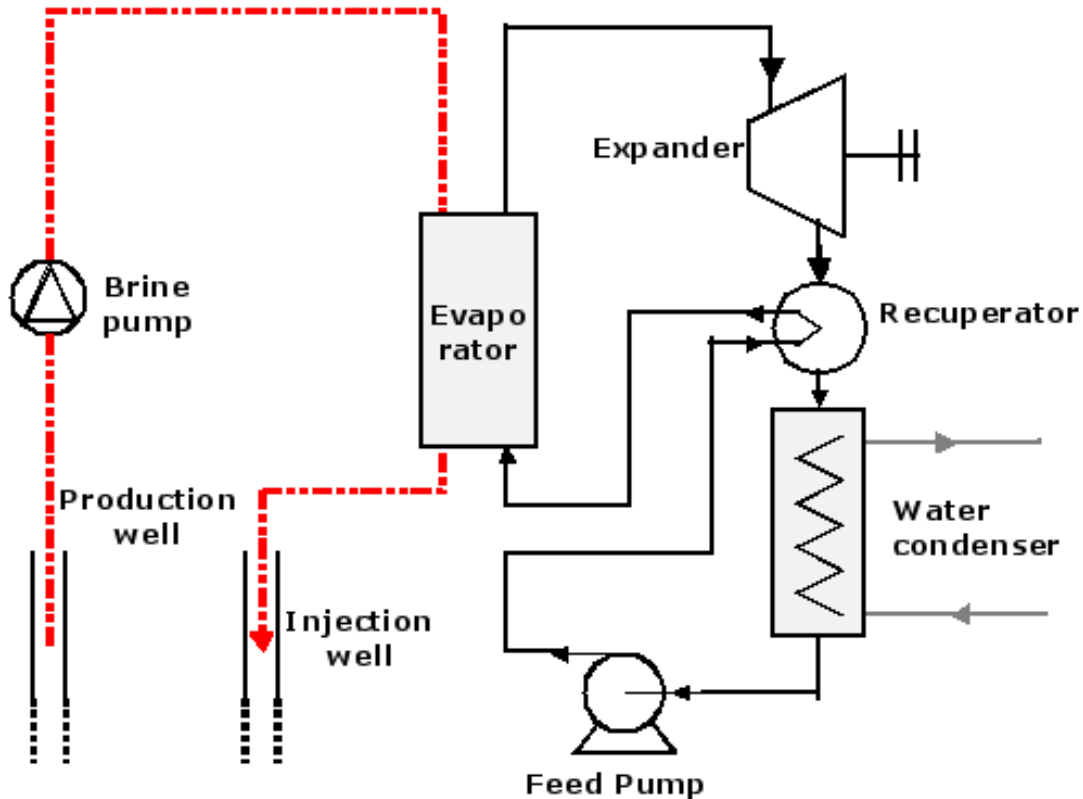 Expander
Brine
pump
Evapo
rator
Recuperator
Production
well
Water
condenser
Injection
well
Feed Pump